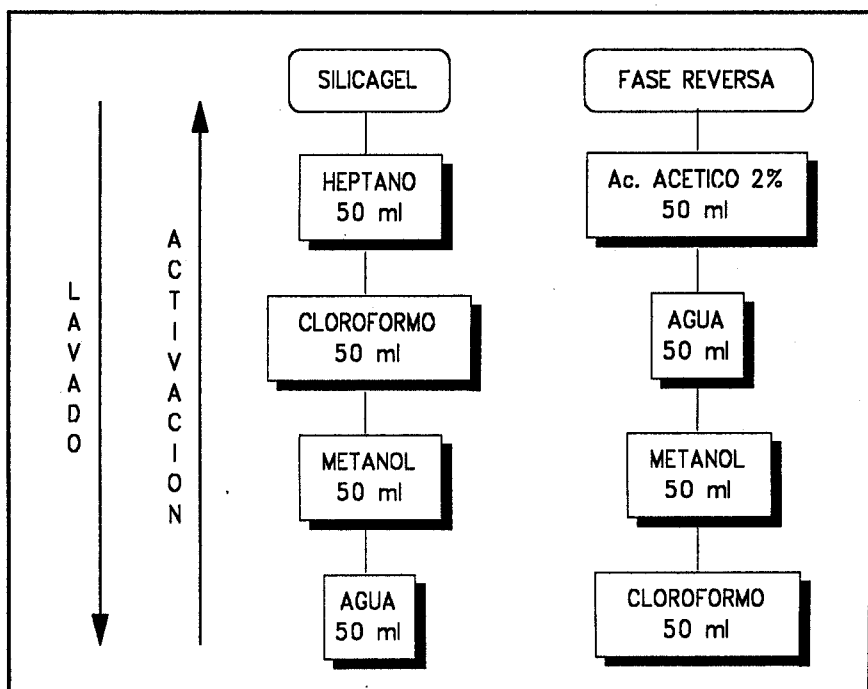 LAVADO
ACTIVACION
SILICAGEL
HEPTANO
50 ml
CLOROFORMO
50 ml
METANOL
50 ml
AGUA
50 ml
FASE REVERSA
Ac. ACETICO 2%
50 ml
AGUA
50 ml
METANOL
50 ml
CLOROFORMO
50 ml